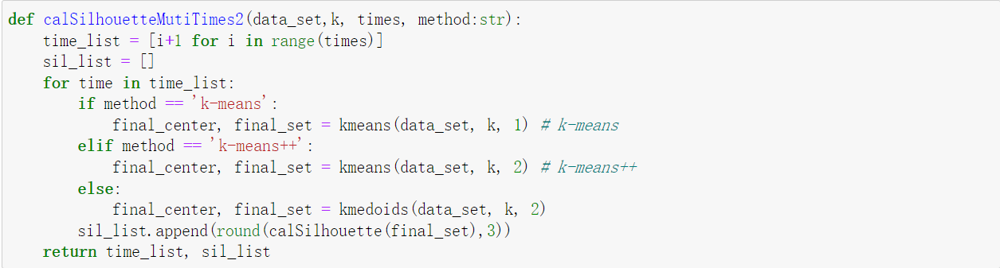 def calSilhouetteMutiTimes2(data_set,k, times, method:str):
    time_list = [i+1 for i in range(times)]
    sil_list = []
    for time in time_list:
        if method == 'k-means':
            final_center, final_set = kmeans(data_set, k, 1) # k-means
        elif method == 'k-means++':
            final_center, final_set = kmeans(data_set, k, 2) # k-means++
        else:
            final_center, final_set = kmedoids(data_set, k, 2)
        sil_list.append(round(calSilhouette(final_set),3))
    return time_list, sil_list